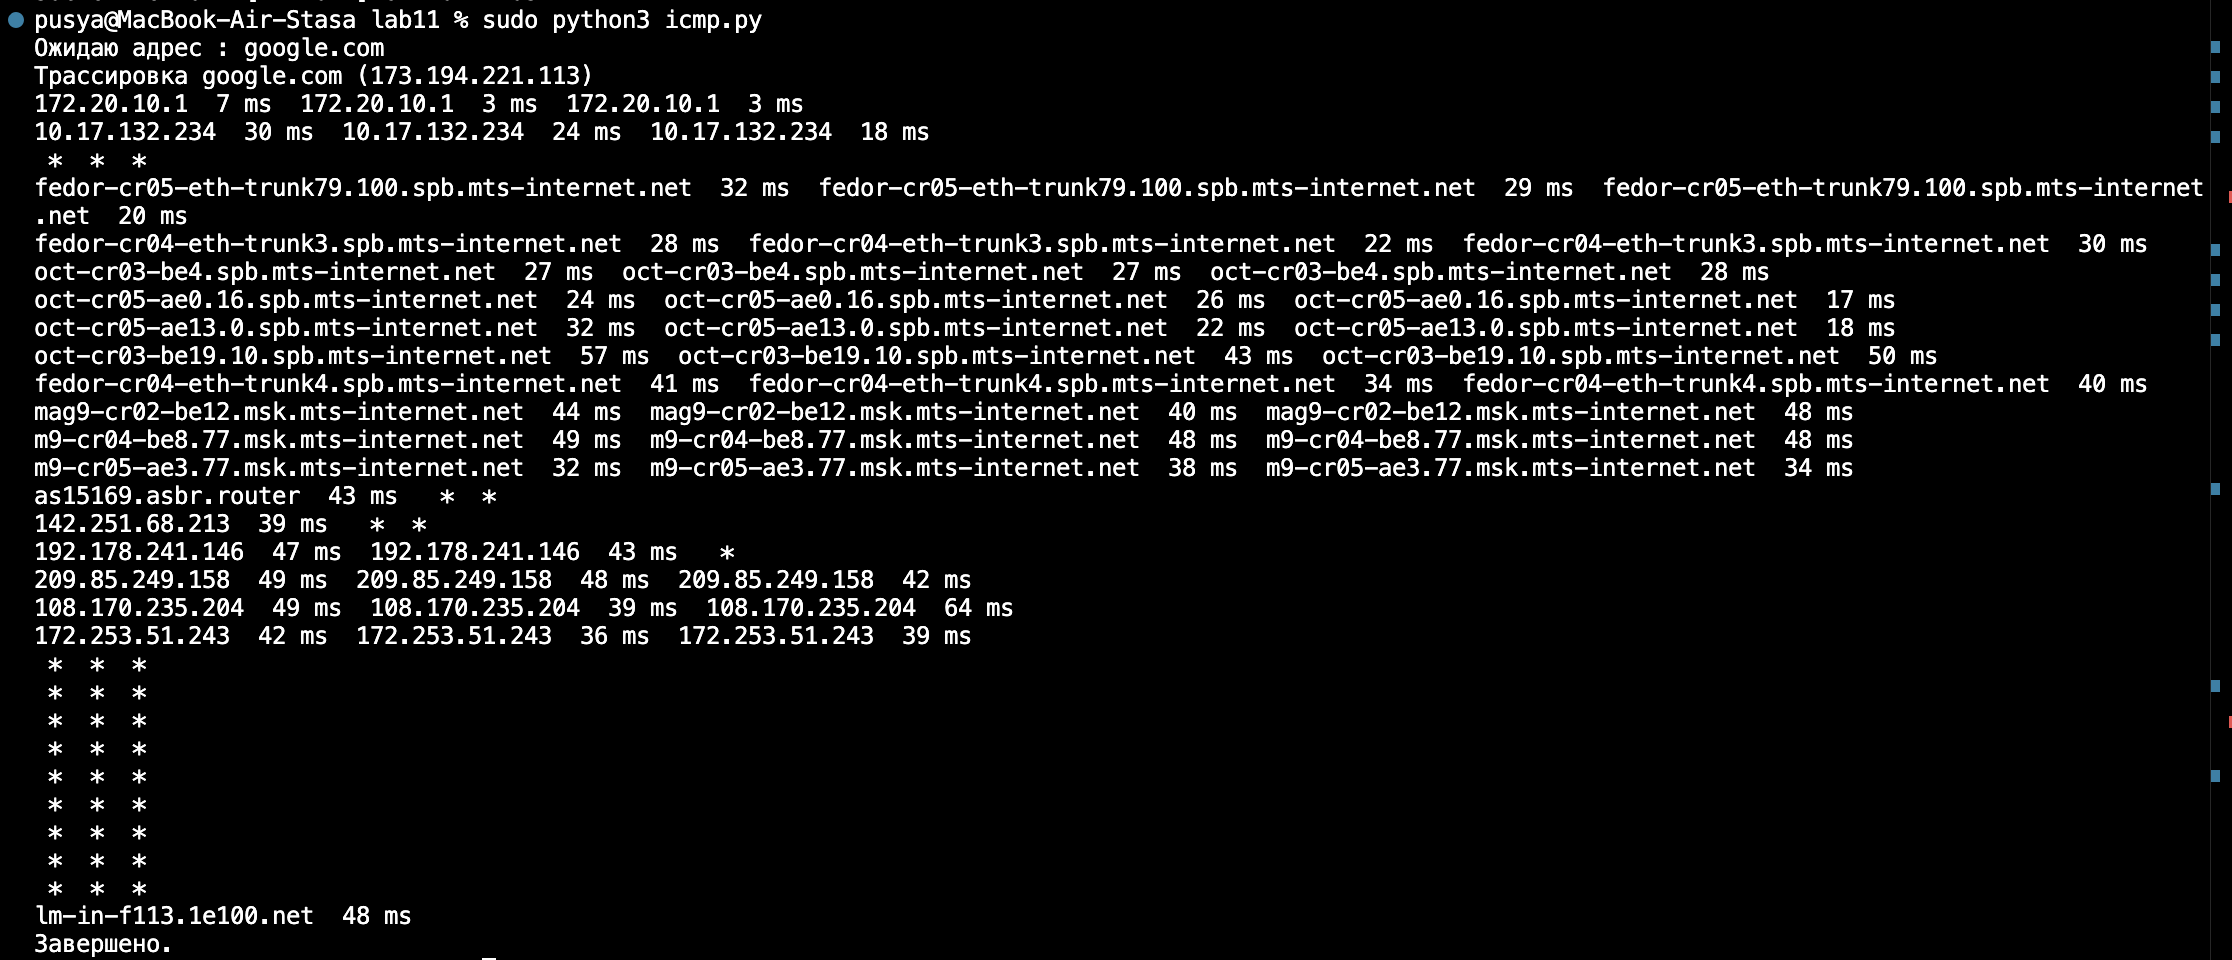 pusya@MacBook-Air-Stasa lab11 % sudo python3 icmp.py
Ожидаю адрес : google.com
Трассировка google.com (173.194.221.113)
172.20.10.1  7 ms  172.20.10.1  3 ms  172.20.10.1  3 ms
10.17.132.234  30 ms  10.17.132.234  24 ms  10.17.132.234  18 ms
 *  *  *
fedor-cr05-eth-trunk79.100.spb.mts-internet.net  32 ms  fedor-cr05-eth-trunk79.100.spb.mts-internet.net  29 ms  fedor-cr05-eth-trunk79.100.spb.mts-internet
.net  20 ms
fedor-cr04-eth-trunk3.spb.mts-internet.net  28 ms  fedor-cr04-eth-trunk3.spb.mts-internet.net  22 ms  fedor-cr04-eth-trunk3.spb.mts-internet.net  30 ms
oct-cr03-be4.spb.mts-internet.net  27 ms  oct-cr03-be4.spb.mts-internet.net  27 ms  oct-cr03-be4.spb.mts-internet.net  28 ms
oct-cr05-ae0.16.spb.mts-internet.net  24 ms  oct-cr05-ae0.16.spb.mts-internet.net  26 ms  oct-cr05-ae0.16.spb.mts-internet.net  17 ms
oct-cr05-ae13.0.spb.mts-internet.net  32 ms  oct-cr05-ae13.0.spb.mts-internet.net  22 ms  oct-cr05-ae13.0.spb.mts-internet.net  18 ms
oct-cr03-be19.10.spb.mts-internet.net  57 ms  oct-cr03-be19.10.spb.mts-internet.net  43 ms  oct-cr03-be19.10.spb.mts-internet.net  50 ms
fedor-cr04-eth-trunk4.spb.mts-internet.net  41 ms  fedor-cr04-eth-trunk4.spb.mts-internet.net  34 ms  fedor-cr04-eth-trunk4.spb.mts-internet.net  40 ms
mag9-cr02-be12.msk.mts-internet.net  44 ms  mag9-cr02-be12.msk.mts-internet.net  40 ms  mag9-cr02-be12.msk.mts-internet.net  48 ms
m9-cr04-be8.77.msk.mts-internet.net  49 ms  m9-cr04-be8.77.msk.mts-internet.net  48 ms  m9-cr04-be8.77.msk.mts-internet.net  48 ms
m9-cr05-ae3.77.msk.mts-internet.net  32 ms  m9-cr05-ae3.77.msk.mts-internet.net  38 ms  m9-cr05-ae3.77.msk.mts-internet.net  34 ms
as15169.asbr.router  43 ms   *  *
142.251.68.213  39 ms   *  *
192.178.241.146  47 ms  192.178.241.146  43 ms   *
209.85.249.158  49 ms  209.85.249.158  48 ms  209.85.249.158  42 ms
108.170.235.204  49 ms  108.170.235.204  39 ms  108.170.235.204  64 ms
172.253.51.243  42 ms  172.253.51.243  36 ms  172.253.51.243  39 ms
 *  *  *
 *  *  *
 *  *  *
 *  *  *
 *  *  *
 *  *  *
 *  *  *
 *  *  *
 *  *  *
lm-in-f113.1e100.net  48 ms
Завершено.